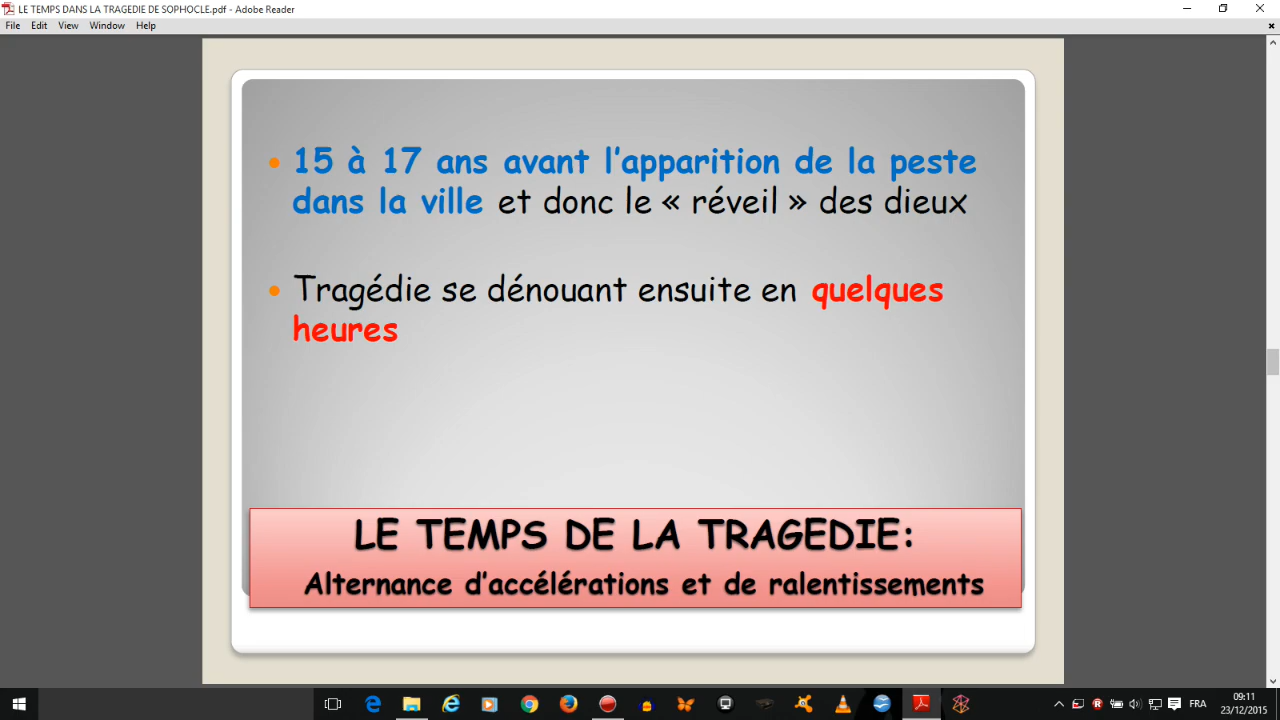 LE TEMPS DANS LA TRAGEDIE DE SOPHOCLE.pdf - Adobe Reader
File Edit View Window Help
15 à 17 ans avant l'apparition de la peste
dans la ville et donc le « réveil » des dieux
Tragédie se dénouant ensuite en quelques
heures
LE TEMPS DE LA TRAGEDIE:
Alternance d'accélérations et de ralentissements
FRA
09:11
23/12/2015